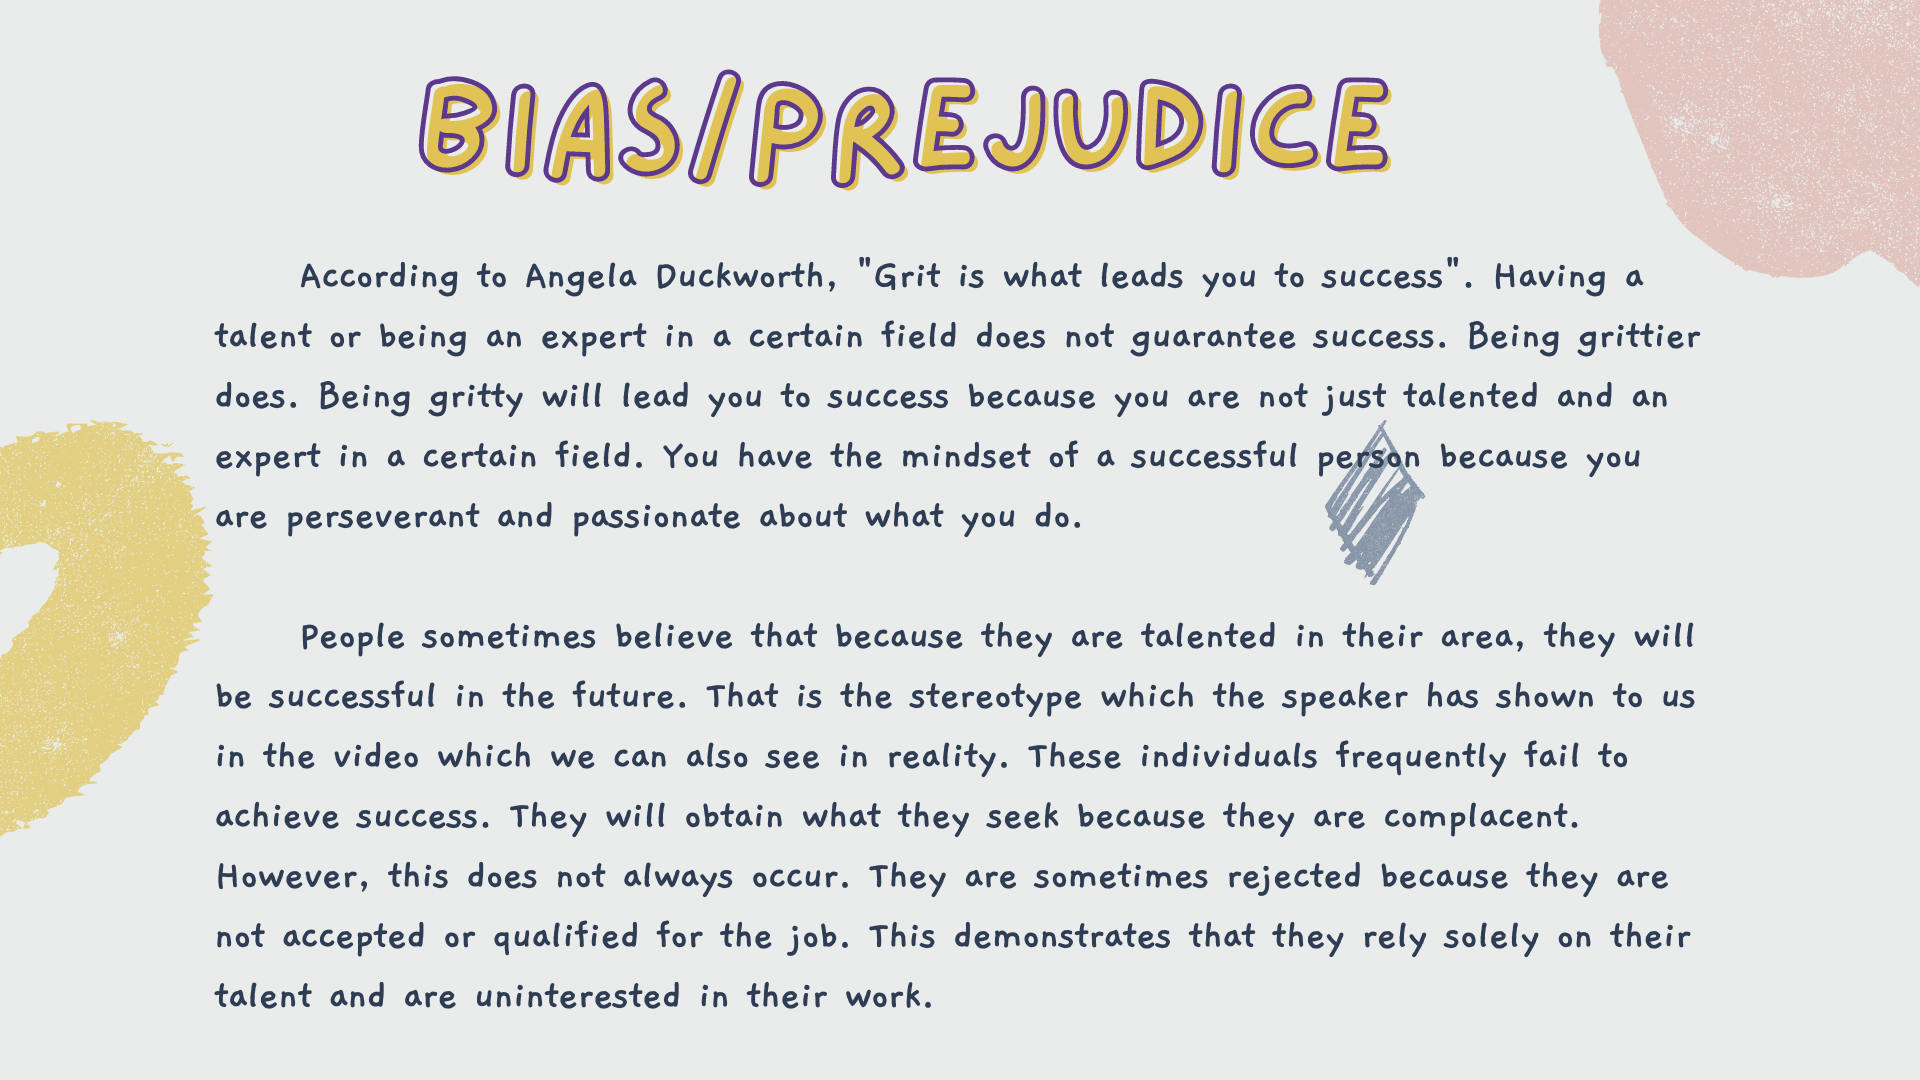 BIAS/PREJUDICE
According to Angela Duckworth, "Grit is what leads you to success". Having a
talent or being an expert in a certain field does not guarantee success. Being grittier
does. Being gritty will lead you to success because you are not just talented and an
expert in a certain field. You have the mindset of a successful person because you
are perseverant and passionate about what you do.
People sometimes believe that because they are talented in their area, they will
be successful in the future. That is the stereotype which the speaker has shown to us
in the video which we can also see in reality. These individuals frequently fail to
achieve success. They will obtain what they seek because they are complacent.
However, this does not always occur. They are sometimes rejected because they are
not accepted or qualified for the job. This demonstrates that they rely solely on their
talent and are uninterested in their work.